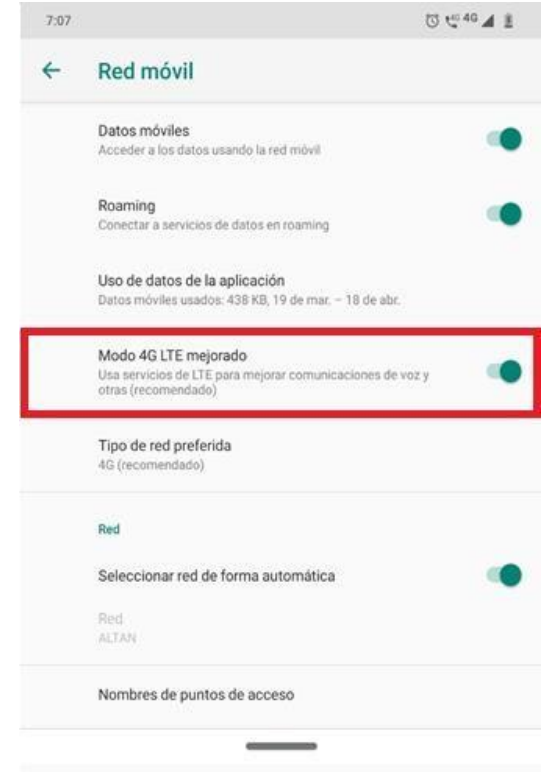 7:07
4G 4G
Red móvil
Datos móviles
Acceder a los datos usando la red móvil
Roaming
Conectar a servicios de datos en roaming
Uso de datos de la aplicación
Datos móviles usados: 438 KB, 19 de mar. – 18 de abr.
Modo 4G LTE mejorado
Usa servicios de LTE para mejorar comunicaciones de voz y
otras (recomendado)
Tipo de red preferida
4G (recomendado)
Red
Seleccionar red de forma automática
Red
ALTAN
Nombres de puntos de acceso